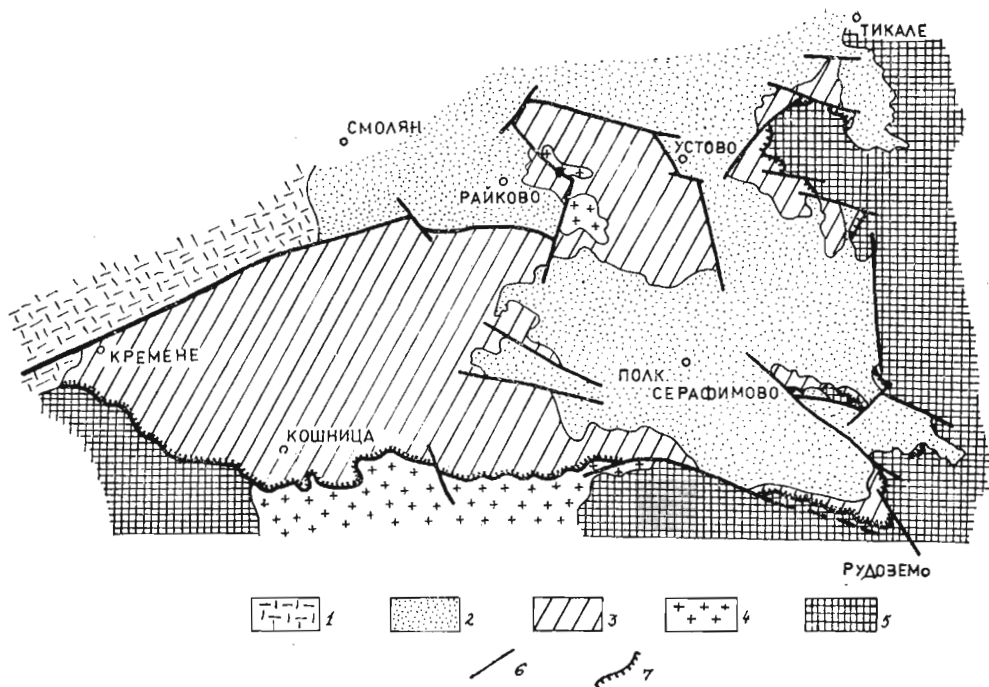 ТИКАЛЕ
СМОЛЯН
УСТОВО
РАЙКОВО
КРЕМЕНЕ
ПОЛК.
СЕРАФИМОВО
КОШНИЦА
РУДОЗЕМ
1 2 3 4 5
6 7